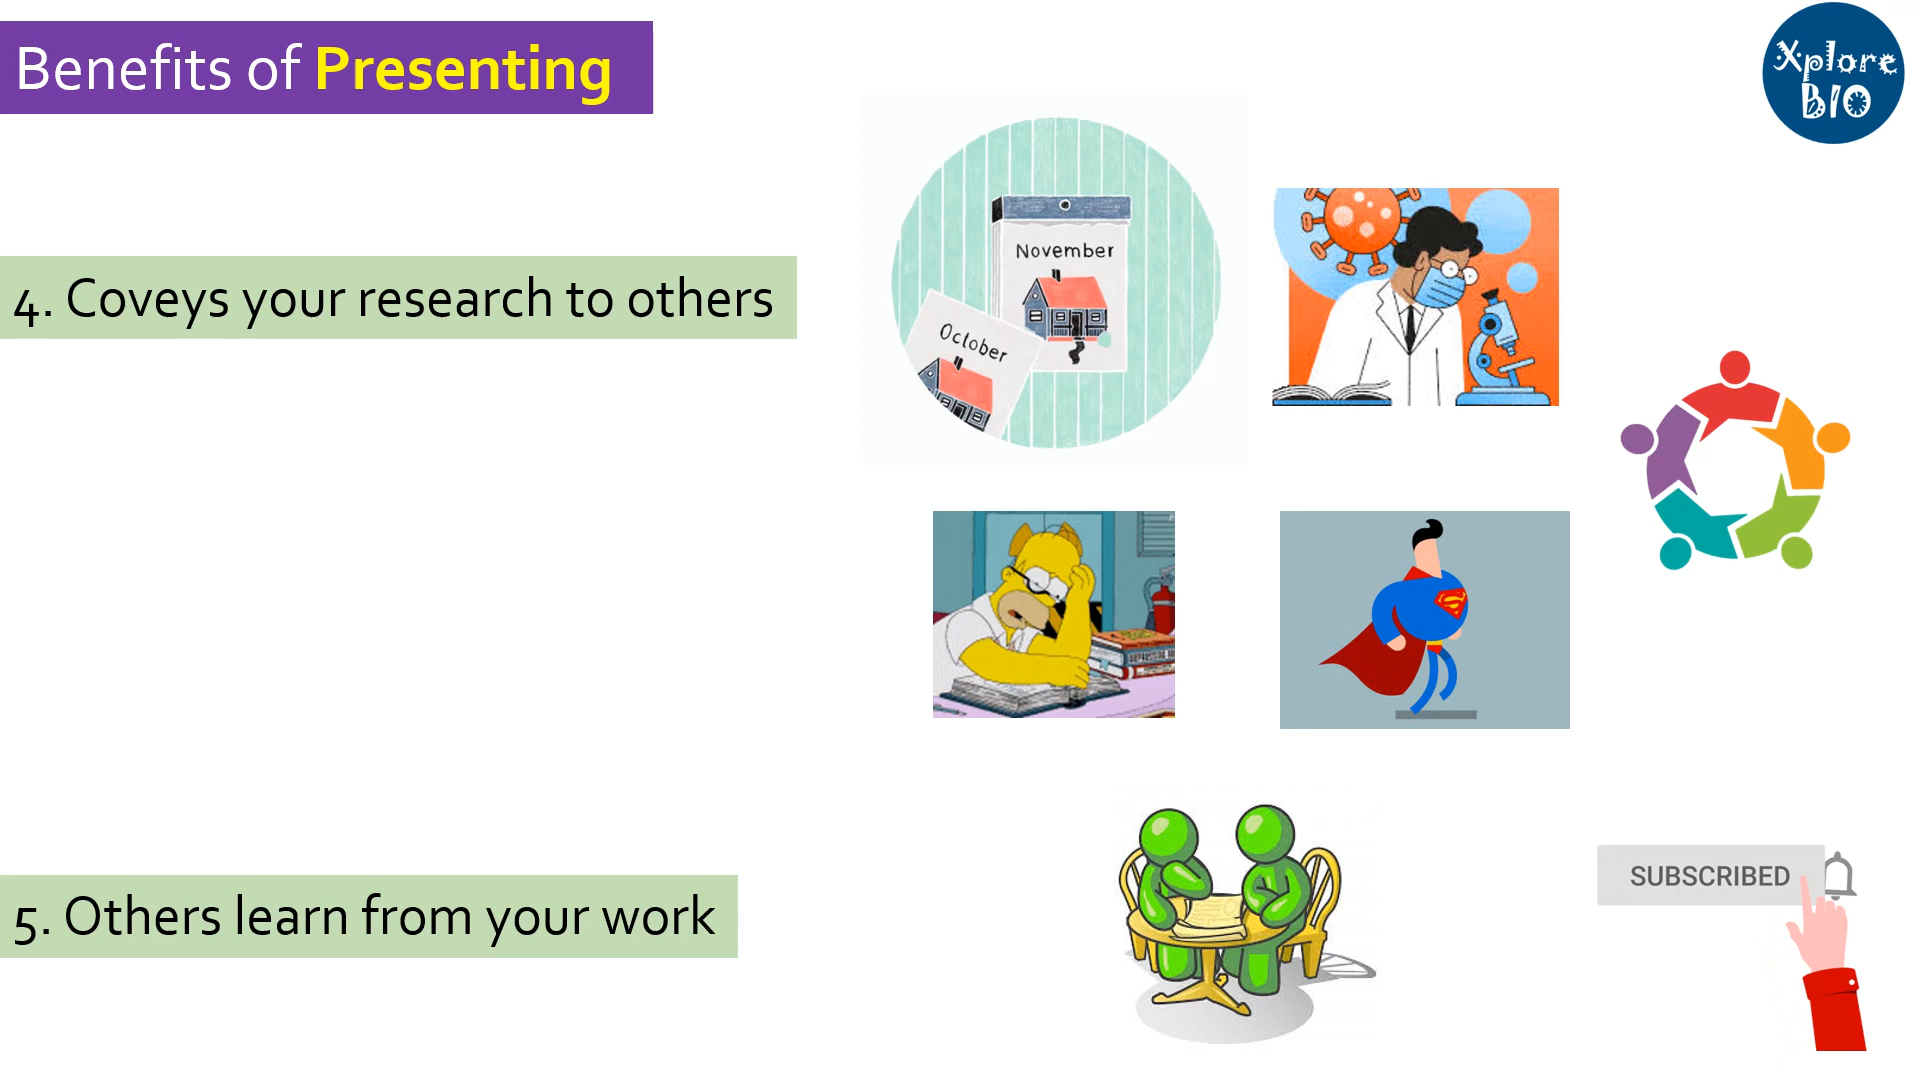 Benefits of Presenting
Xplore
BIO
4. Coveys your research to others
November
October
5. Others learn from your work
SUBSCRIBED